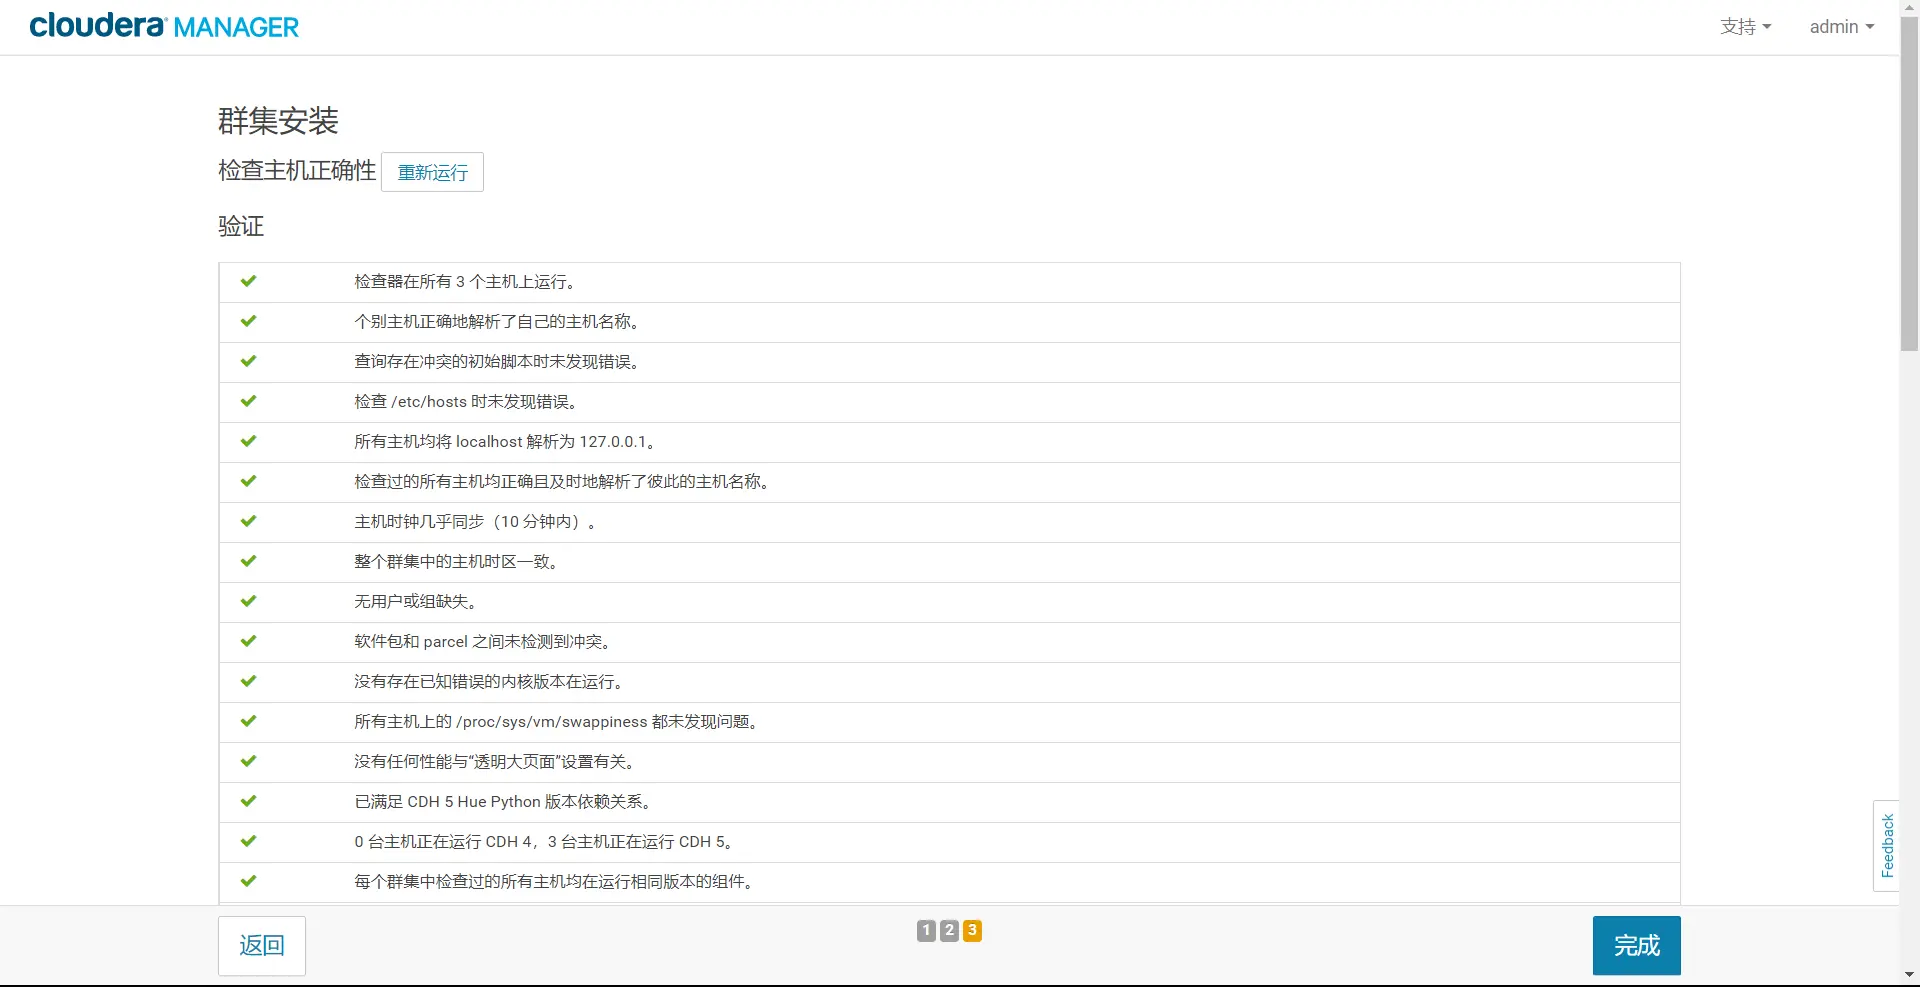 cloudera MANAGER
支持 admin
群集安装
检查主机正确性 重新运行
验证
检查器在所有 3 个主机上运行。
个别主机正确地解析了自己的主机名称。
查询存在冲突的初始脚本时未发现错误。
检查 /etc/hosts 时未发现错误。
所有主机均将 localhost 解析为 127.0.0.1。
检查过的所有主机均正确且及时地解析了彼此的主机名称。
主机时钟几乎同步（10 分钟内）。
整个群集中的主机时区一致。
无用户或组缺失。
软件包和 parcel 之间未检测到冲突。
没有存在已知错误的内核版本在运行。
所有主机上的 /proc/sys/vm/swappiness 都未发现问题。
没有任何性能与“透明大页面”设置有关。
已满足 CDH 5 Hue Python 版本依赖关系。
0 台主机正在运行 CDH 4，3 台主机正在运行 CDH 5。
每个群集中检查过的所有主机均在运行相同版本的组件。
Feedback
返回 1 2 3 完成